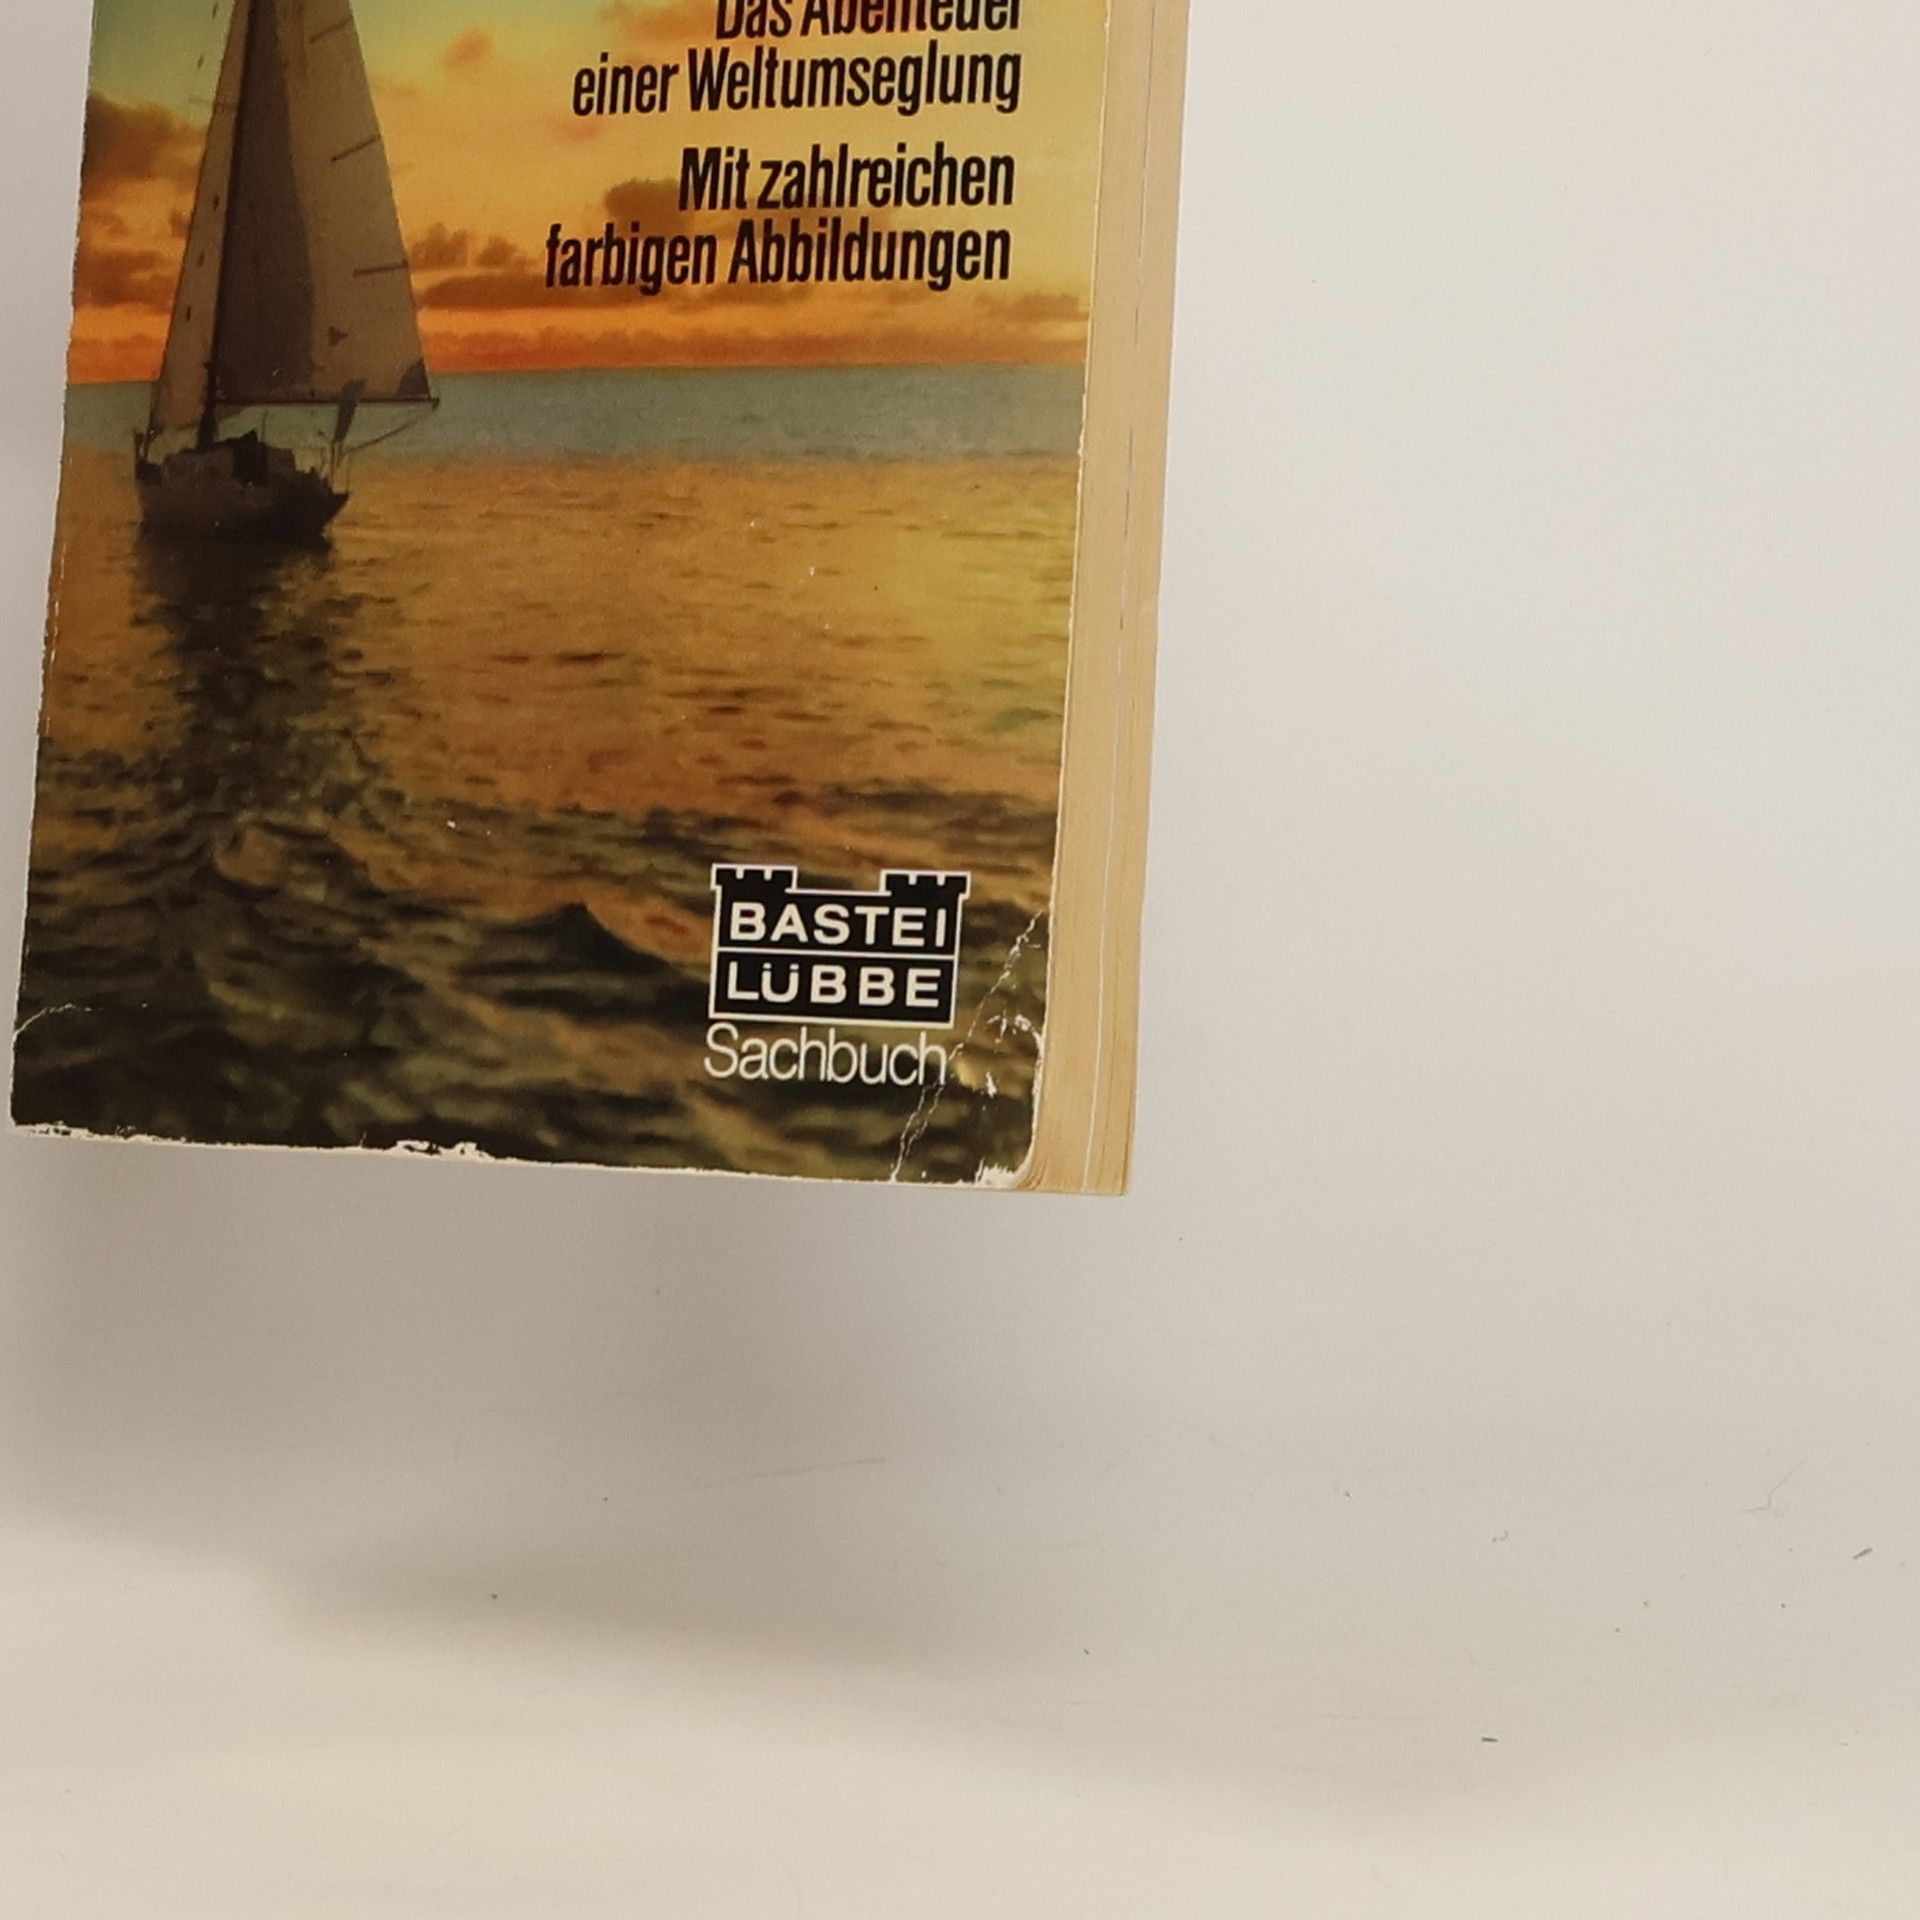 Das Abenteuer
einer Weltumseglung
Mit zahlreichen
farbigen Abbildungen
BASTEI
LÜBBE
Sachbuch